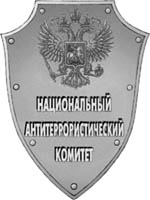 НАЦИОНАЛЬНЫЙ
АНТИТЕРРОРИСТИЧЕСКИЙ
КОМИТЕТ